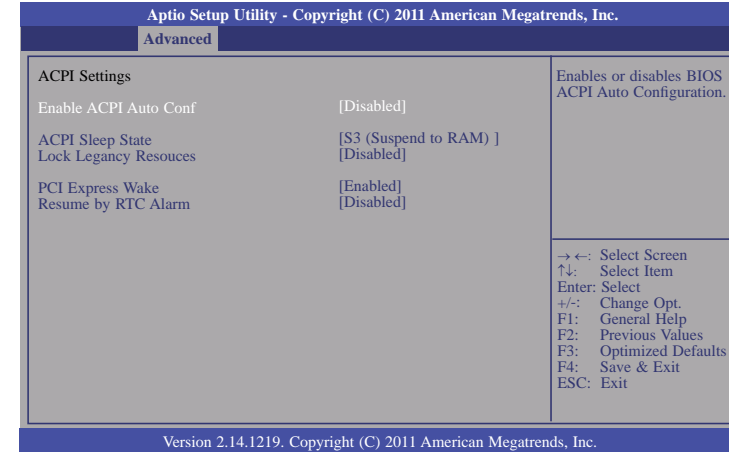 Aptio Setup Utility - Copyright (C) 2011 American Megatrends, Inc.
Advanced
ACPI Settings
Enable ACPI Auto Conf [Disabled]
ACPI Sleep State [S3 (Suspend to RAM) ]
Lock Legancy Resouces [Disabled]
PCI Express Wake [Enabled]
Resume by RTC Alarm [Disabled]
Enables or disables BIOS
ACPI Auto Configuration.
→ ←: Select Screen
↑↓: Select Item
Enter: Select
+/-: Change Opt.
F1: General Help
F2: Previous Values
F3: Optimized Defaults
F4: Save & Exit
ESC: Exit
Version 2.14.1219. Copyright (C) 2011 American Megatrends, Inc.